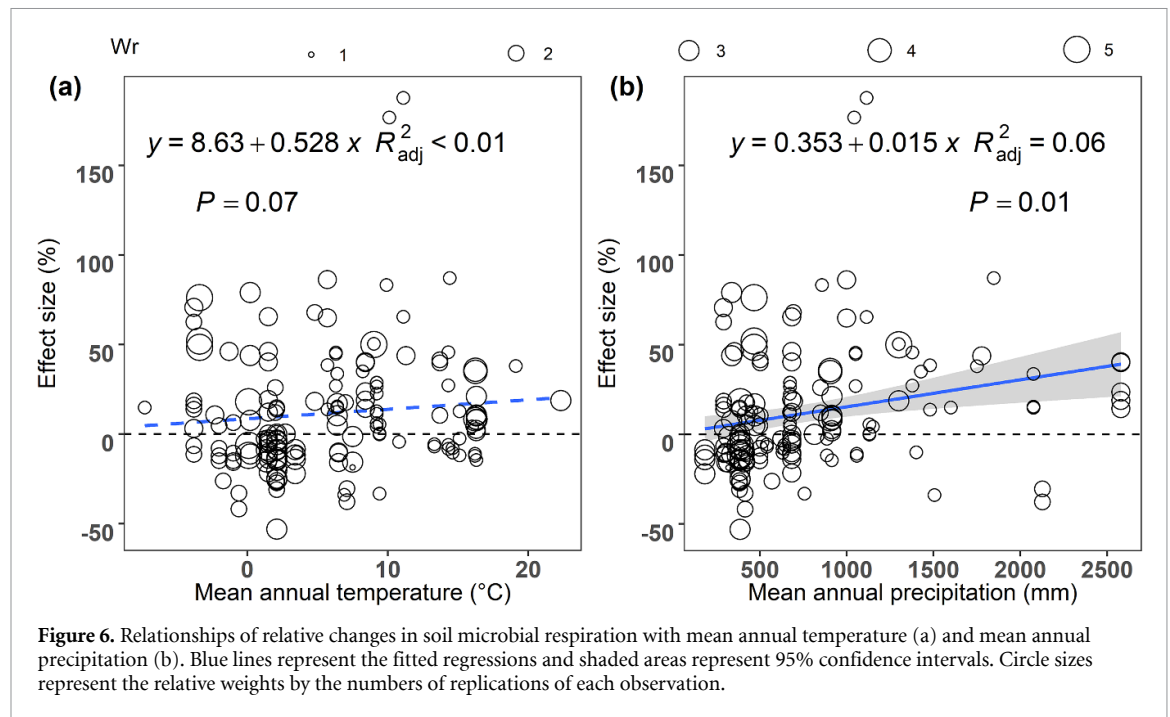 Wr 1 2 3 4 5
(a)
y = 8.63 + 0.528 x R²adj < 0.01
P = 0.07
150
100
50
0
-50
Effect size (%)
0 10 20
Mean annual temperature (°C)
(b)
y = 0.353 + 0.015 x R²adj = 0.06
P = 0.01
150
100
50
0
-50
Effect size (%)
500 1000 1500 2000 2500
Mean annual precipitation (mm)
Figure 6. Relationships of relative changes in soil microbial respiration with mean annual temperature (a) and mean annual
precipitation (b). Blue lines represent the fitted regressions and shaded areas represent 95% confidence intervals. Circle sizes
represent the relative weights by the numbers of replications of each observation.